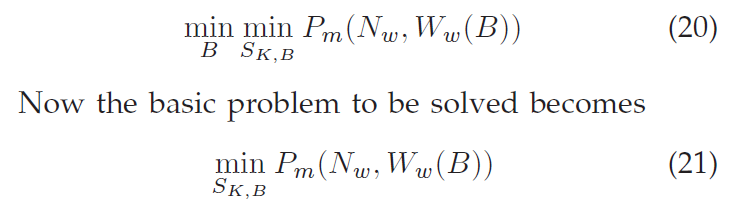 min min P_m(N_w, W_w(B)) (20)
B S_{K,B}
Now the basic problem to be solved becomes
min P_m(N_w, W_w(B)) (21)
S_{K,B}